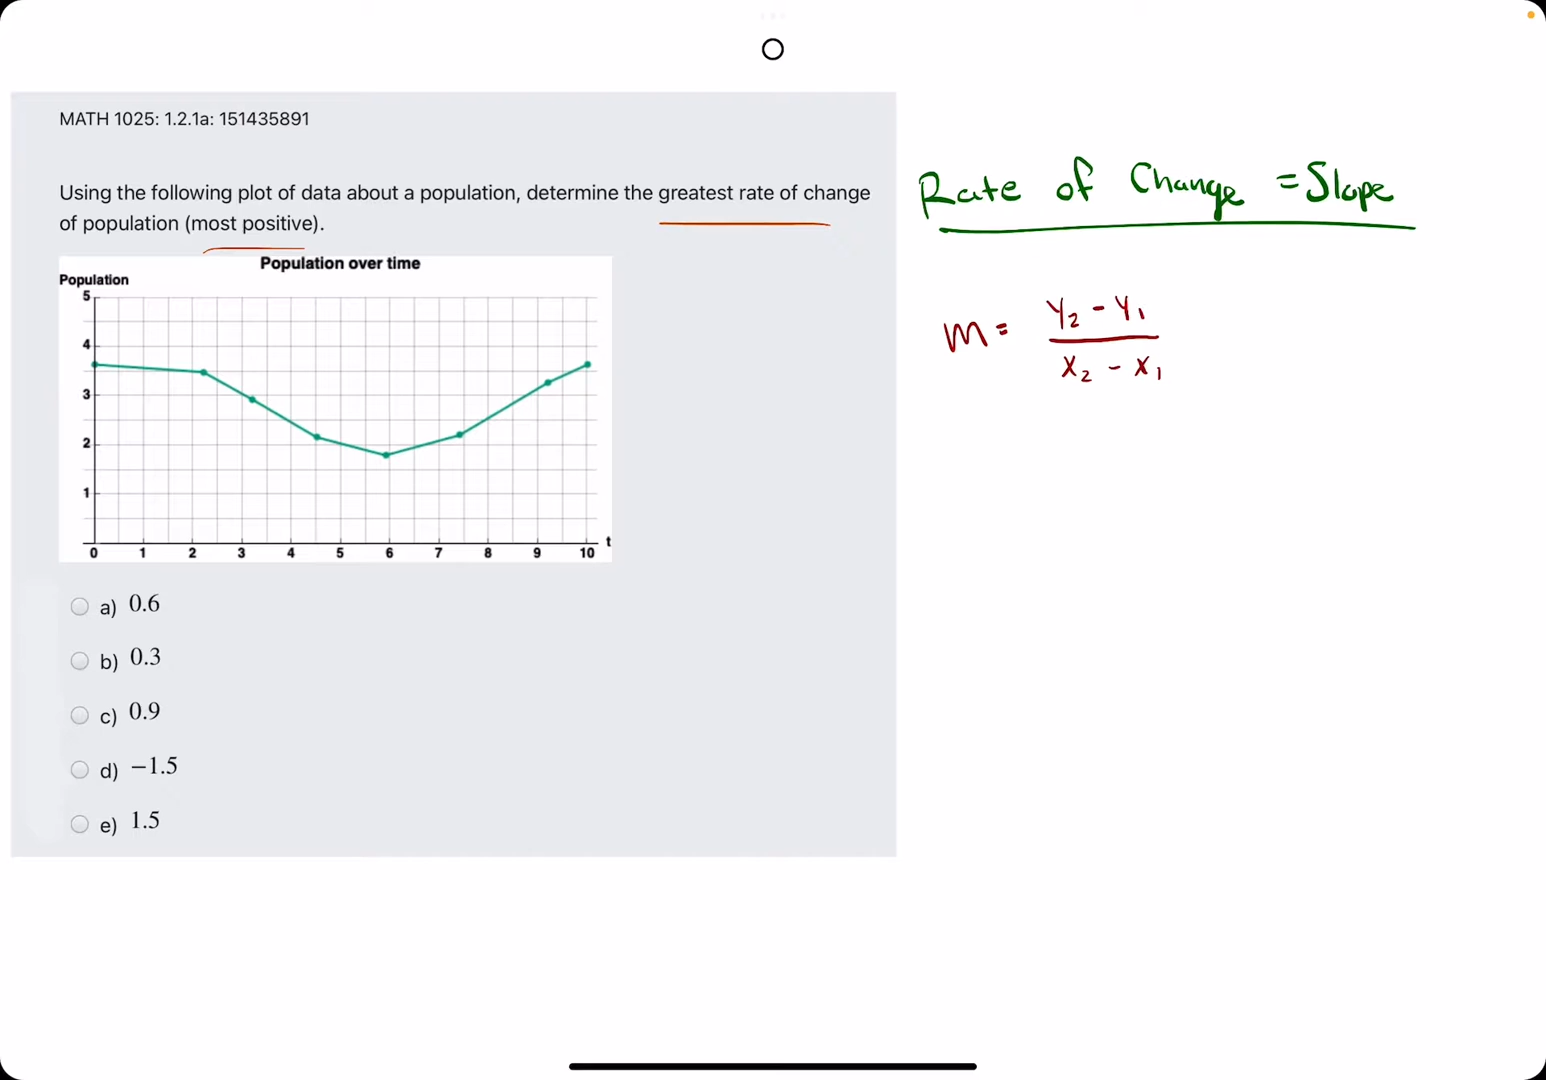 MATH 1025: 1.2.1a: 151435891
Using the following plot of data about a population, determine the greatest rate of change
of population (most positive).
Population over time
Population
5
4
3
2
1
0 1 2 3 4 5 6 7 8 9 10 t
a) 0.6
b) 0.3
c) 0.9
d) −1.5
e) 1.5
Rate of Change = Slope
m = y₂ - y₁
x₂ - x₁